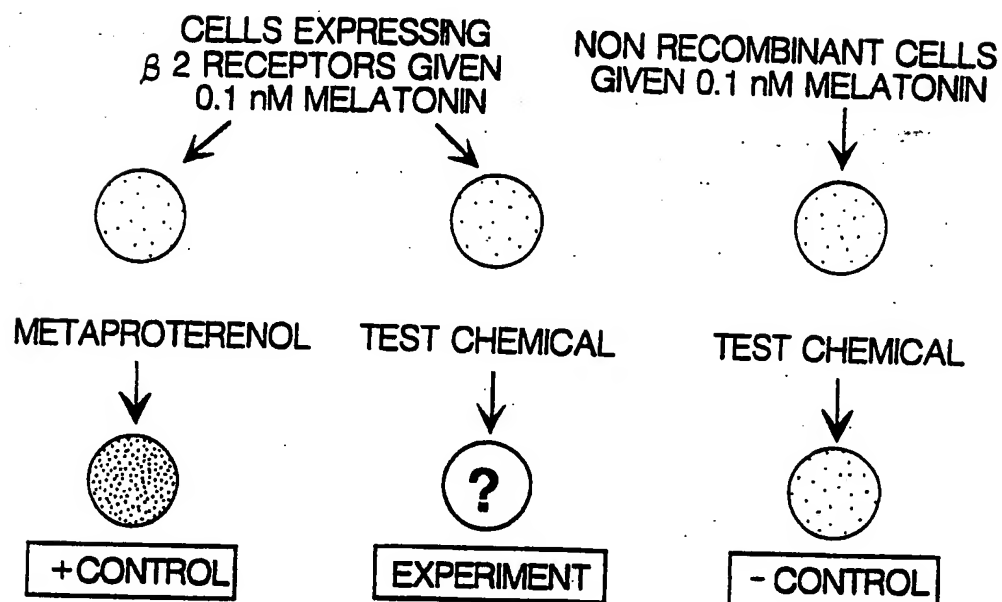 CELLS EXPRESSING
β 2 RECEPTORS GIVEN
0.1 nM MELATONIN
NON RECOMBINANT CELLS
GIVEN 0.1 nM MELATONIN
METAPROTERENOL
TEST CHEMICAL
TEST CHEMICAL
?
+CONTROL
EXPERIMENT
- CONTROL